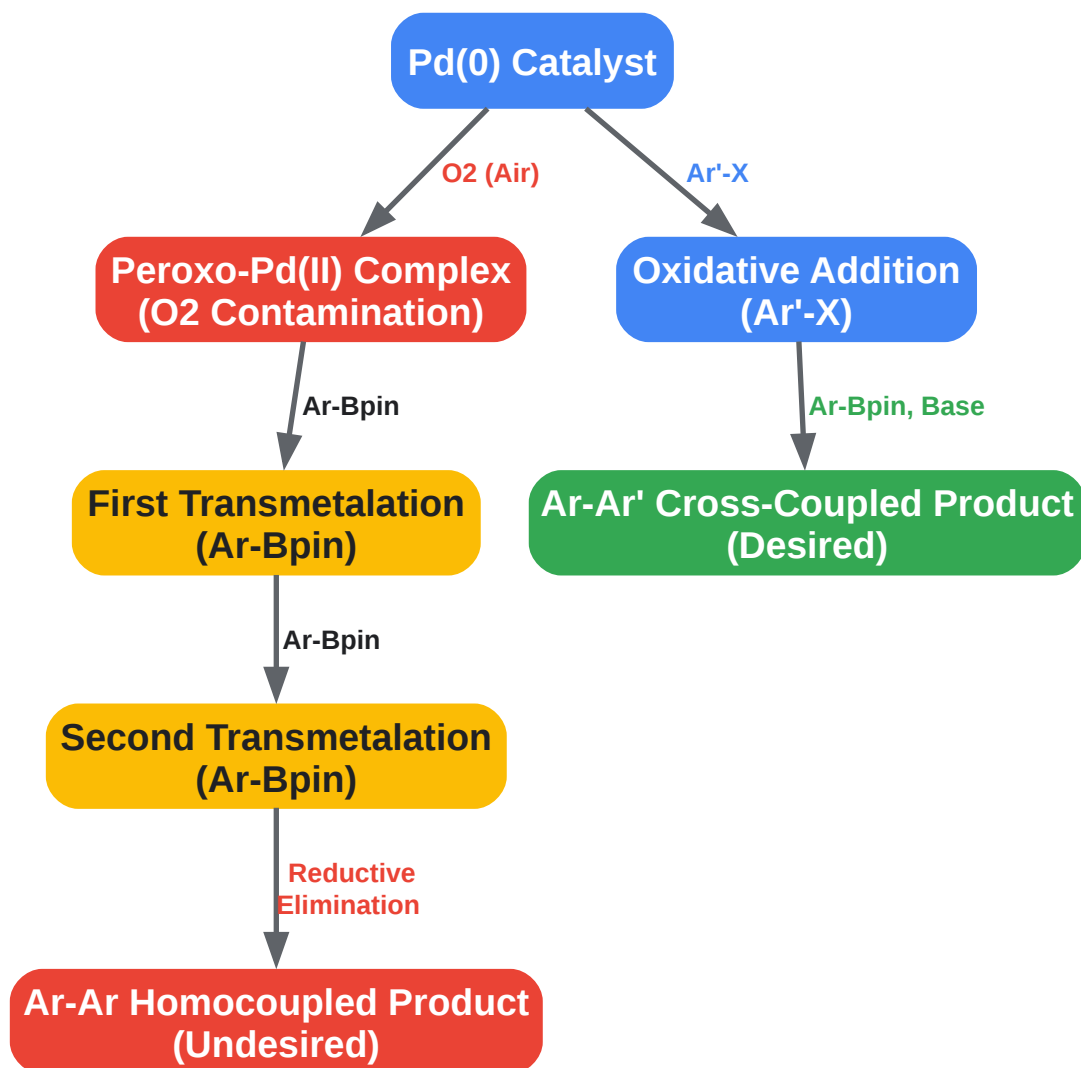 Pd(0) Catalyst
O2 (Air)
Ar'-X
Peroxo-Pd(II) Complex
(O2 Contamination)
Oxidative Addition
(Ar'-X)
Ar-Bpin
Ar-Bpin, Base
First Transmetalation
(Ar-Bpin)
Ar-Ar' Cross-Coupled Product
(Desired)
Ar-Bpin
Second Transmetalation
(Ar-Bpin)
Reductive
Elimination
Ar-Ar Homocoupled Product
(Undesired)